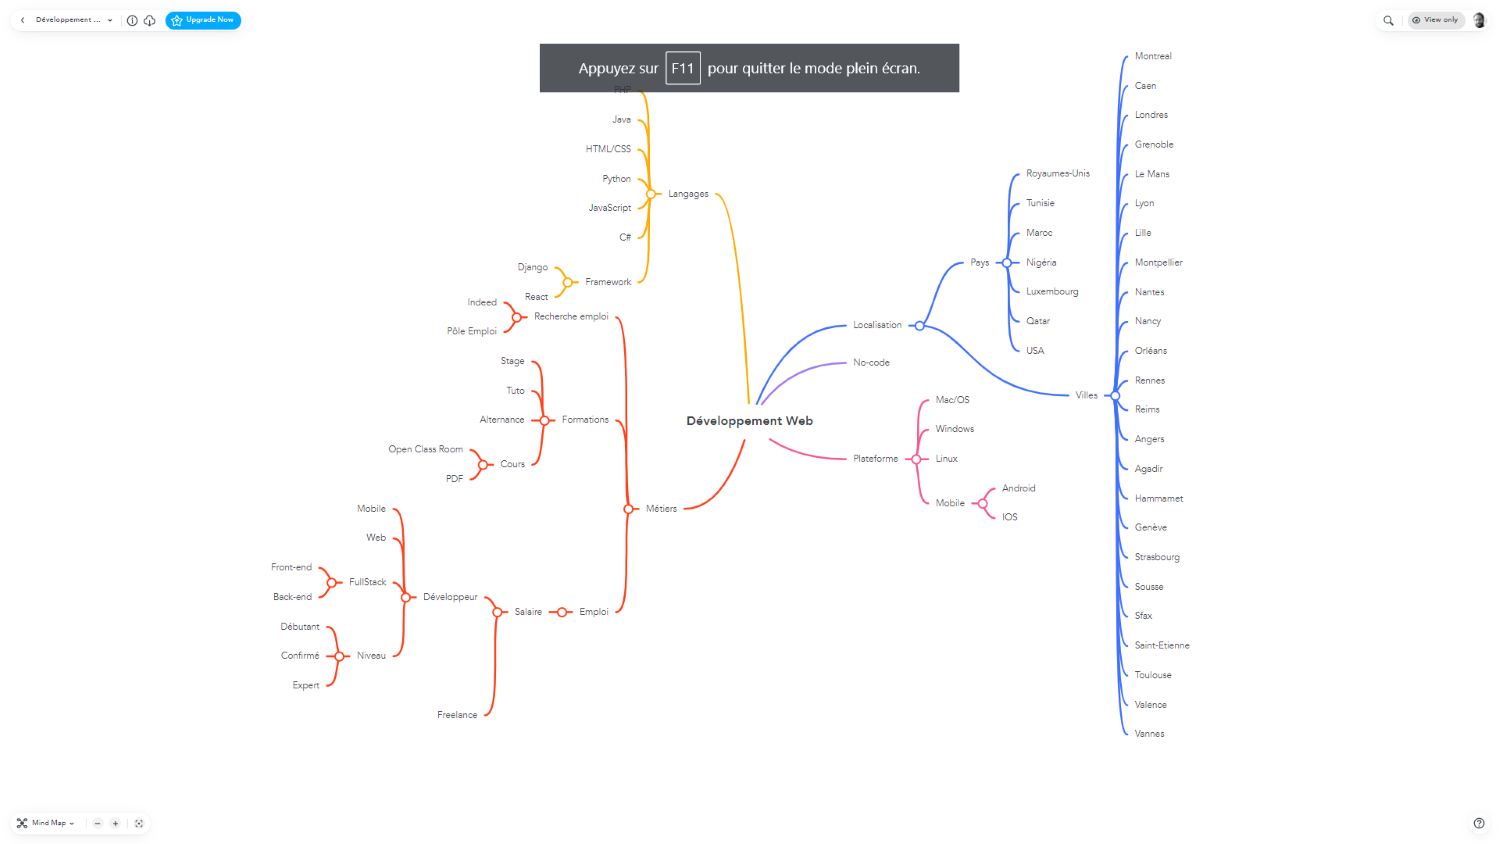 Développement ...
Upgrade Now
View only
Appuyez sur F11 pour quitter le mode plein écran.
PHP
Java
HTML/CSS
Python
JavaScript
C#
Langages
Django
React
Framework
Indeed
Pôle Emploi
Recherche emploi
Stage
Tuto
Alternance
Formations
Open Class Room
PDF
Cours
Métiers
Mobile
Web
Front-end
Back-end
FullStack
Développeur
Salaire
Emploi
Débutant
Confirmé
Expert
Niveau
Freelance
Développement Web
Localisation
Pays
Royaumes-Unis
Tunisie
Maroc
Nigéria
Luxembourg
Qatar
USA
Villes
Montreal
Caen
Londres
Grenoble
Le Mans
Lyon
Lille
Montpellier
Nantes
Nancy
Orléans
Rennes
Reims
Angers
Agadir
Hammamet
Genève
Strasbourg
Sousse
Sfax
Saint-Etienne
Toulouse
Valence
Vannes
No-code
Plateforme
Mac/OS
Windows
Linux
Mobile
Android
IOS
Mind Map